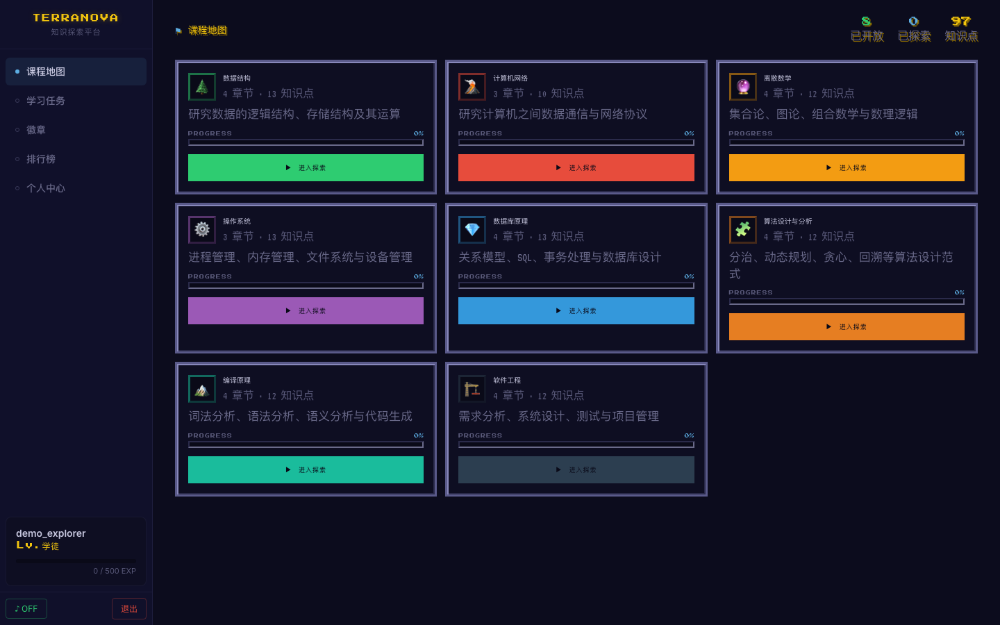 TERRANOVA
知识探索平台
课程地图
学习任务
徽章
排行榜
个人中心
demo_explorer
Lv. 学徒
0 / 500 EXP
♪ OFF
退出
课程地图
8
已开放
0
已探索
97
知识点
数据结构
4 章节 · 13 知识点
研究数据的逻辑结构、存储结构及其运算
PROGRESS
0%
▶ 进入探索
计算机网络
3 章节 · 10 知识点
研究计算机之间数据通信与网络协议
PROGRESS
0%
▶ 进入探索
离散数学
4 章节 · 12 知识点
集合论、图论、组合数学与数理逻辑
PROGRESS
0%
▶ 进入探索
操作系统
3 章节 · 13 知识点
进程管理、内存管理、文件系统与设备管理
PROGRESS
0%
▶ 进入探索
数据库原理
4 章节 · 13 知识点
关系模型、SQL、事务处理与数据库设计
PROGRESS
0%
▶ 进入探索
算法设计与分析
4 章节 · 12 知识点
分治、动态规划、贪心、回溯等算法设计范
式
PROGRESS
0%
▶ 进入探索
编译原理
4 章节 · 12 知识点
词法分析、语法分析、语义分析与代码生成
PROGRESS
0%
▶ 进入探索
软件工程
4 章节 · 12 知识点
需求分析、系统设计、测试与项目管理
PROGRESS
0%
▶ 进入探索